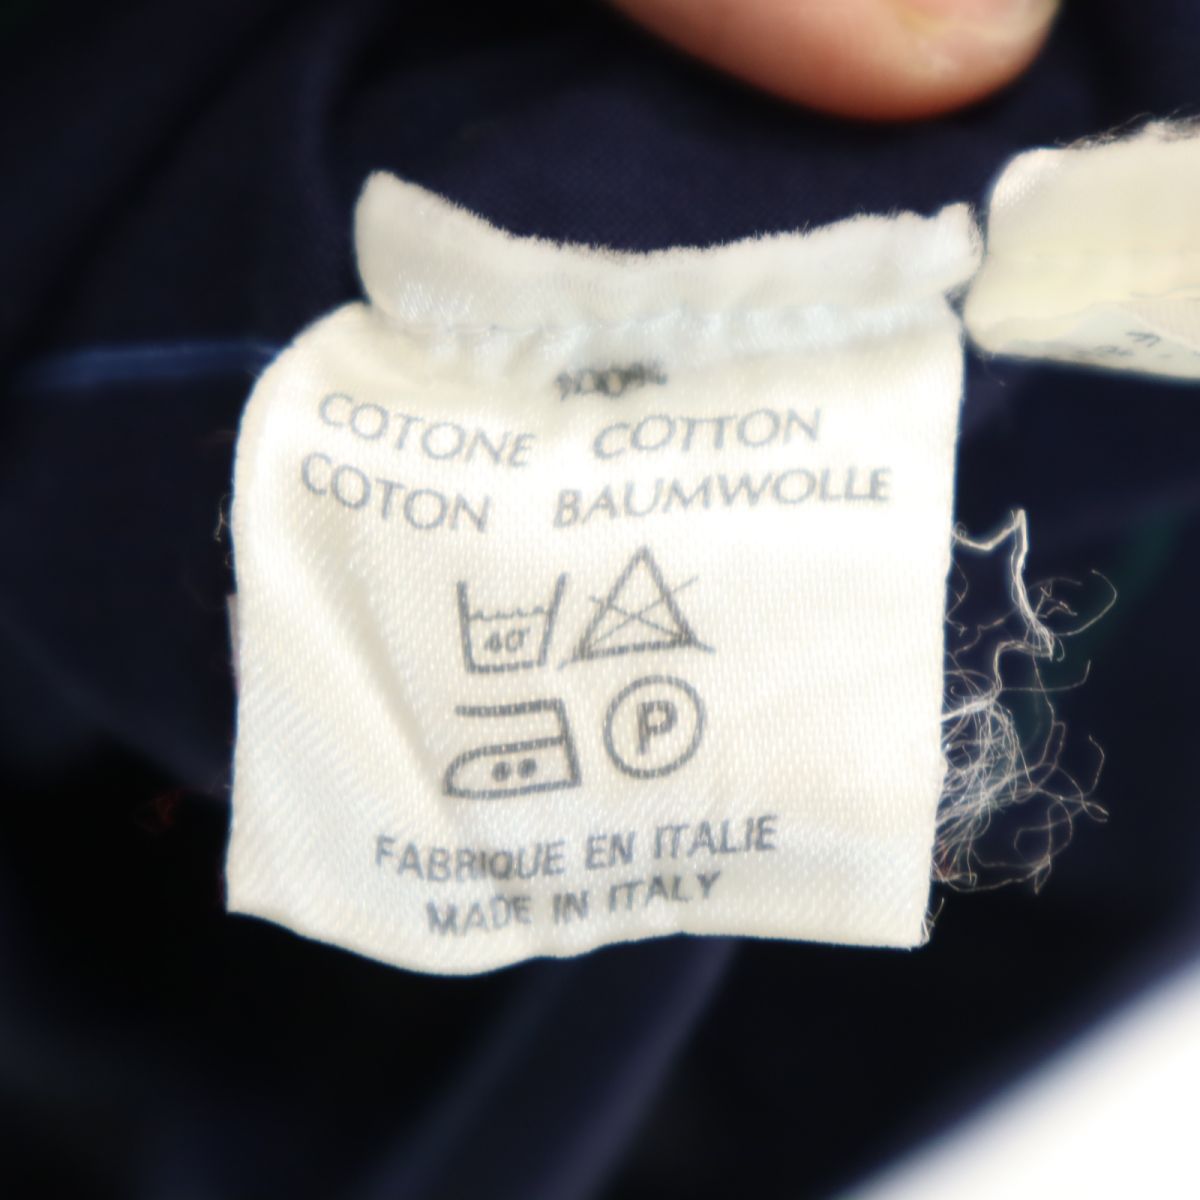 100%
COTONE COTTON
COTON BAUMWOLLE
40°
P
FABRIQUE EN ITALIE
MADE IN ITALY